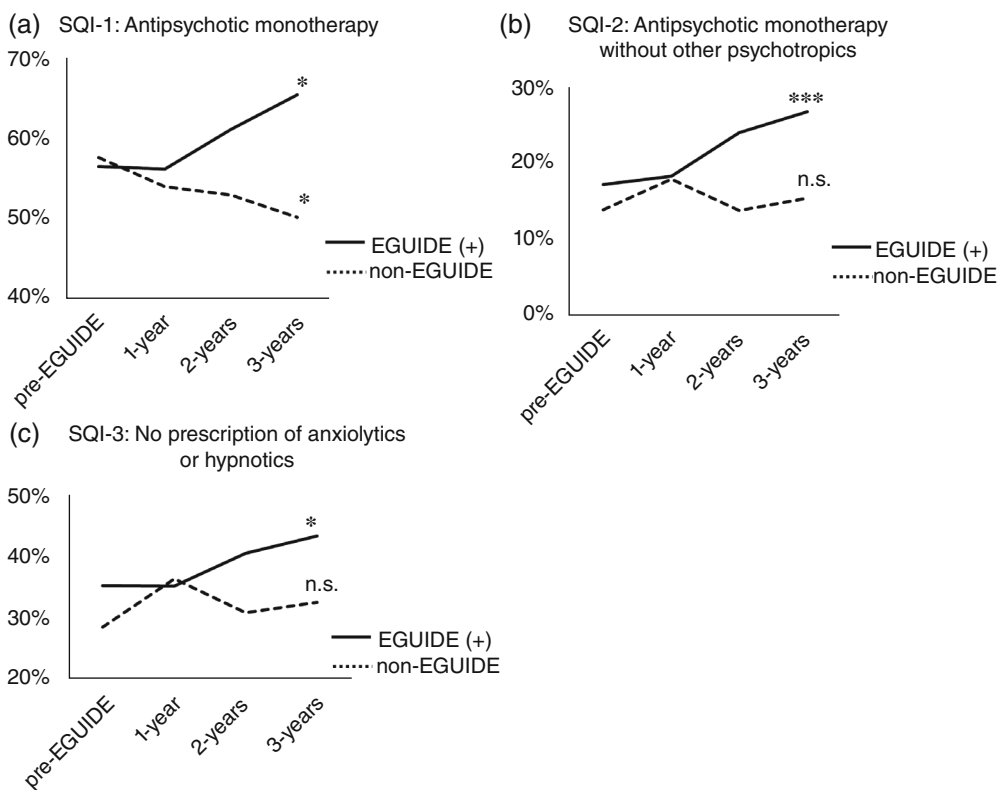 (a) SQI-1: Antipsychotic monotherapy
70%
60%
50%
40%
*
*
EGUIDE (+)
non-EGUIDE
pre-EGUIDE
1-year
2-years
3-years
(b) SQI-2: Antipsychotic monotherapy
without other psychotropics
30%
20%
10%
0%
***
n.s.
EGUIDE (+)
non-EGUIDE
pre-EGUIDE
1-year
2-years
3-years
(c) SQI-3: No prescription of anxiolytics
or hypnotics
50%
40%
30%
20%
*
n.s.
EGUIDE (+)
non-EGUIDE
pre-EGUIDE
1-year
2-years
3-years